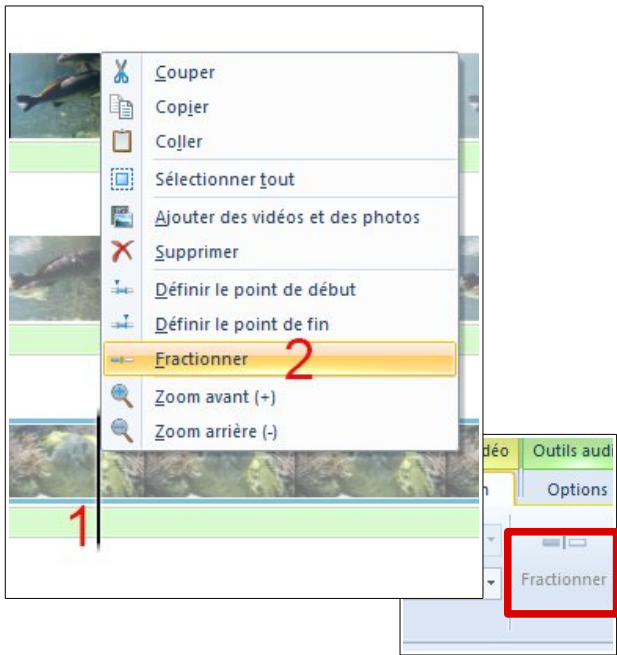 Couper
Copier
Coller
Sélectionner tout
Ajouter des vidéos et des photos
Supprimer
Définir le point de début
Définir le point de fin
Fractionner
2
Zoom avant (+)
Zoom arrière (-)
1
déo Outils audi
n Options
Fractionner